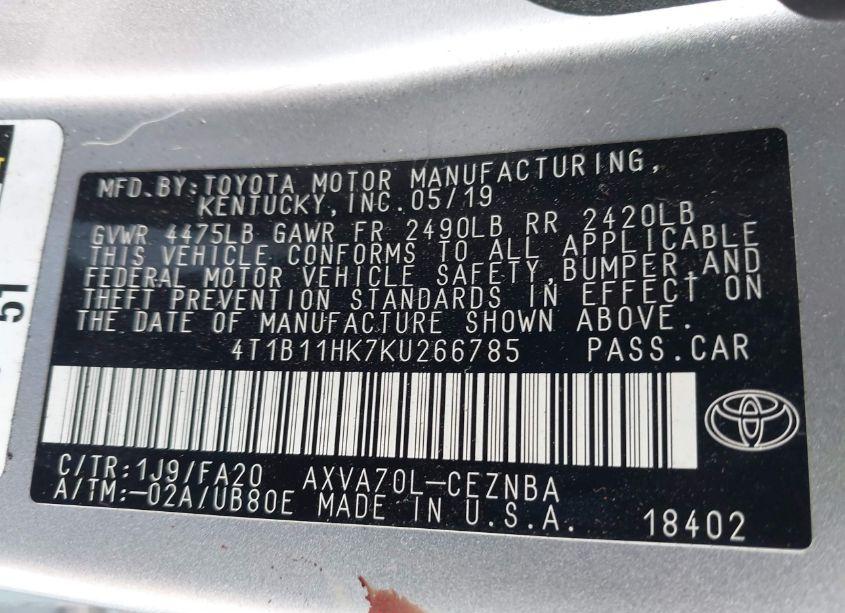 MFD.BY:TOYOTA MOTOR MANUFACTURING,
KENTUCKY,INC.05/19
GVWR 4475LB GAWR FR 2490LB RR 2420LB
THIS VEHICLE CONFORMS TO ALL APPLICABLE
FEDERAL MOTOR VEHICLE SAFETY,BUMPER,AND
THEFT PREVENTION STANDARDS IN EFFECT ON
THE DATE OF MANUFACTURE SHOWN ABOVE.
4T1B11HK7KU266785 PASS.CAR
C/TR:1J9/FA20 AXVA70L-CEZNBA
A/TM:-02A/UB80E MADE IN U.S.A. 18402
51